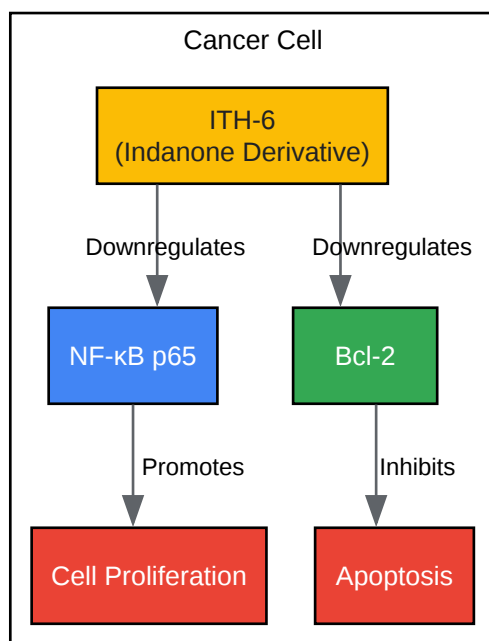 Cancer Cell
ITH-6
(Indanone Derivative)
Downregulates
Downregulates
NF-κB p65
Bcl-2
Promotes
Inhibits
Cell Proliferation
Apoptosis